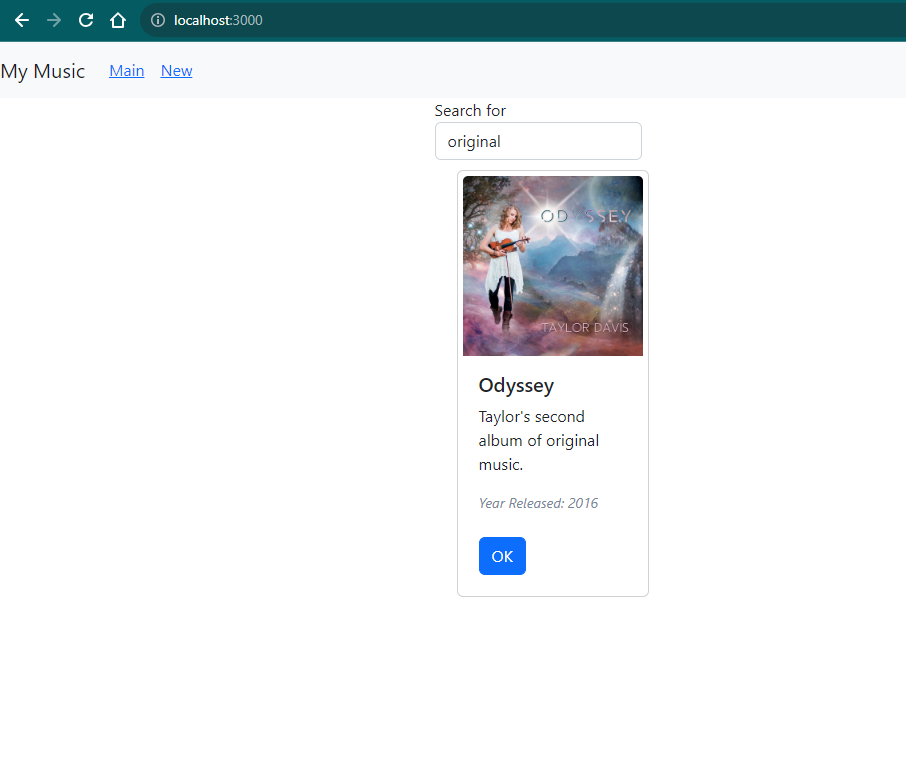 localhost:3000
My Music Main New
Search for
original
ODYSSEY
TAYLOR DAVIS
Odyssey
Taylor's second
album of original
music.
Year Released: 2016
OK